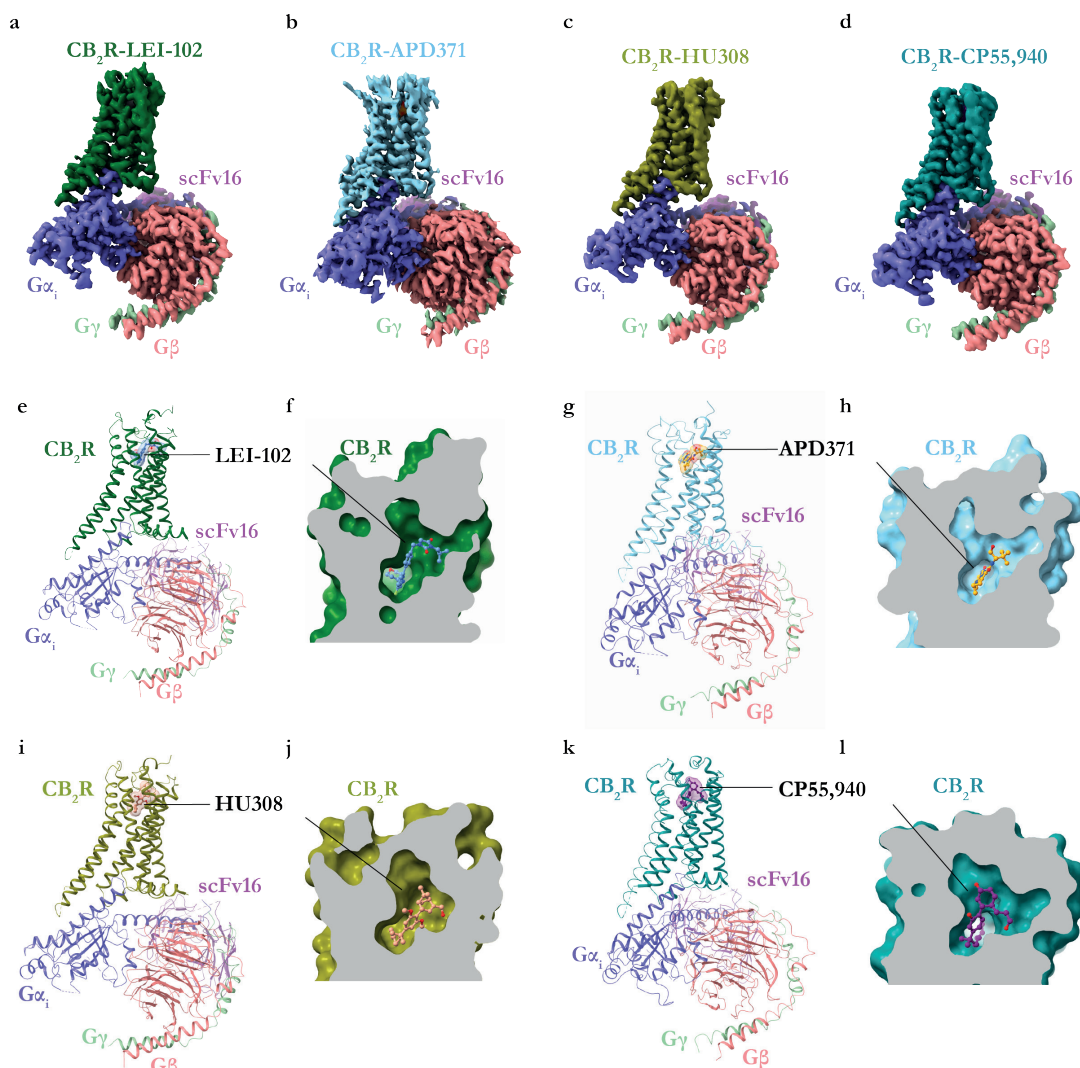 a
b
c
d
CB₂R-LEI-102
CB₂R-APD371
CB₂R-HU308
CB₂R-CP55,940
scFv16
scFv16
scFv16
scFv16
Gαᵢ
Gαᵢ
Gαᵢ
Gαᵢ
Gγ
Gγ
Gγ
Gγ
Gβ
Gβ
Gβ
Gβ
e
f
g
h
CB₂R
LEI-102
CB₂R
CB₂R
APD371
CB₂R
scFv16
scFv16
Gαᵢ
Gαᵢ
Gγ
Gβ
Gγ
Gβ
i
j
k
l
CB₂R
HU308
CB₂R
CB₂R
CP55,940
CB₂R
scFv16
scFv16
Gαᵢ
Gαᵢ
Gγ
Gβ
Gγ
Gβ